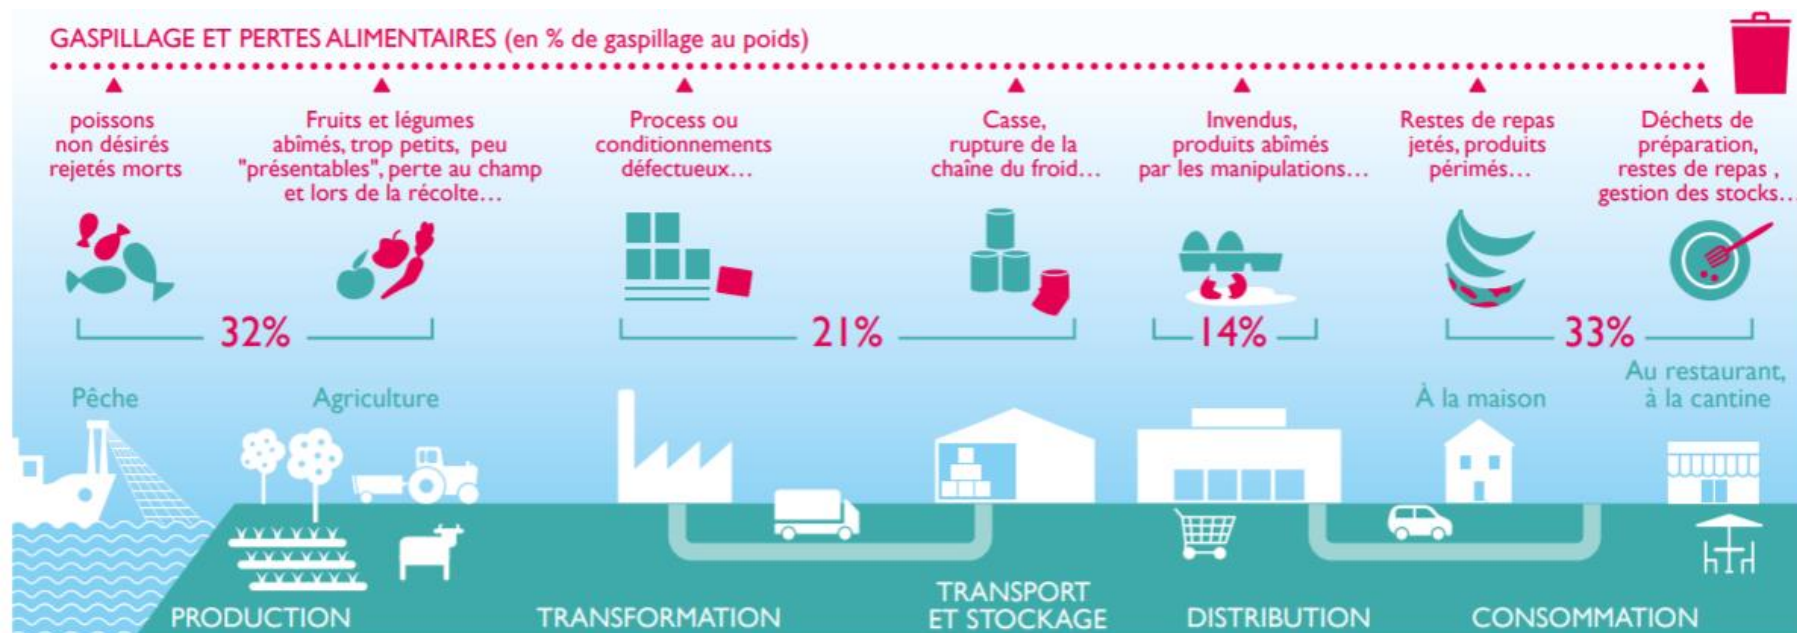 GASPILLAGE ET PERTES ALIMENTAIRES (en % de gaspillage au poids)
poissons
non désirés
rejetés morts
Fruits et légumes
abîmés, trop petits, peu
"présentables", perte au champ
et lors de la récolte...
Process ou
conditionnements
défectueux...
Casse,
rupture de la
chaîne du froid...
Invendus,
produits abîmés
par les manipulations...
Restes de repas
jetés, produits
périmés...
Déchets de
préparation,
restes de repas ,
gestion des stocks...
32%
21%
14%
33%
Pêche
Agriculture
À la maison
Au restaurant,
à la cantine
PRODUCTION
TRANSFORMATION
TRANSPORT
ET STOCKAGE
DISTRIBUTION
CONSOMMATION